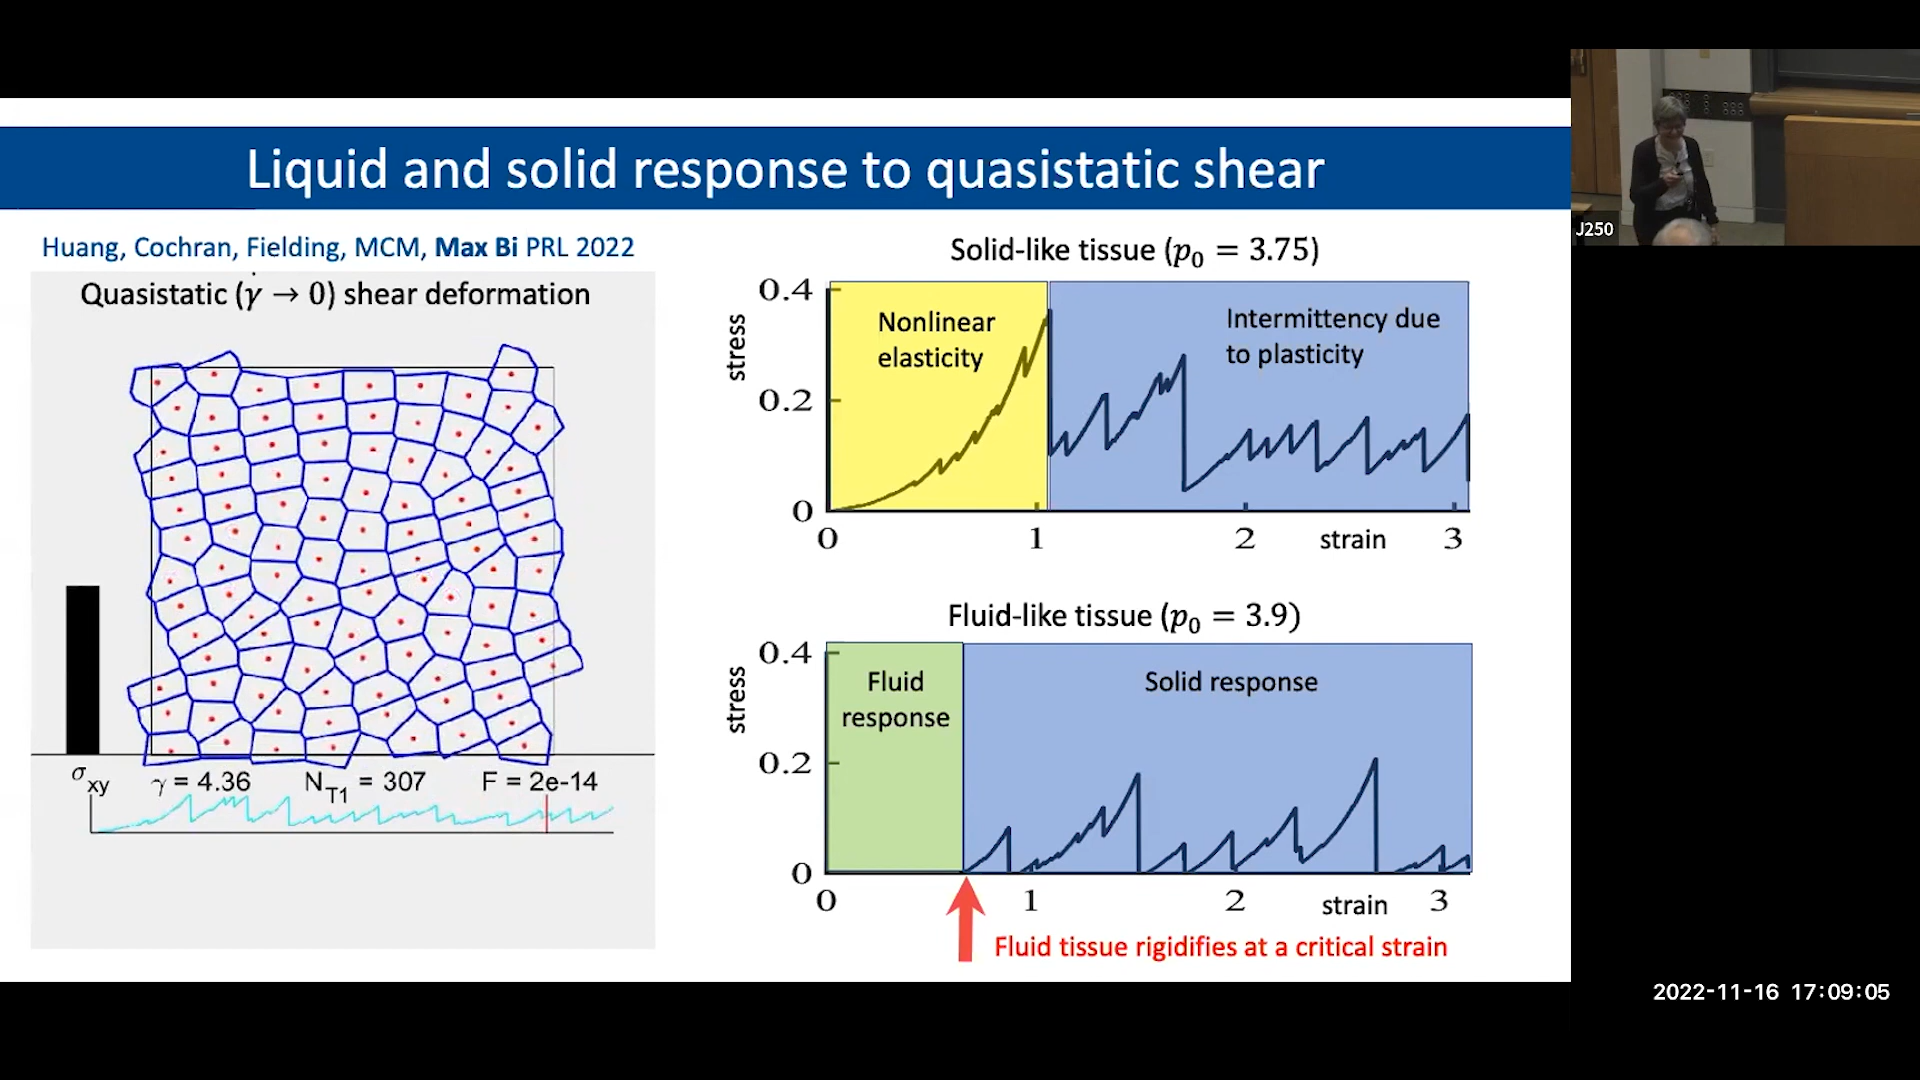 Liquid and solid response to quasistatic shear
Huang, Cochran, Fielding, MCM, Max Bi PRL 2022
Quasistatic (γ̇ → 0) shear deformation
σxy
γ = 4.36 N_T1 = 307 F = 2e-14
Solid-like tissue (p₀ = 3.75)
stress
0.4
0.2
0
Nonlinear
elasticity
Intermittency due
to plasticity
0 1 2 strain 3
Fluid-like tissue (p₀ = 3.9)
stress
0.4
0.2
0
Fluid
response
Solid response
0 1 2 strain 3
Fluid tissue rigidifies at a critical strain
J250
2022-11-16 17:09:05